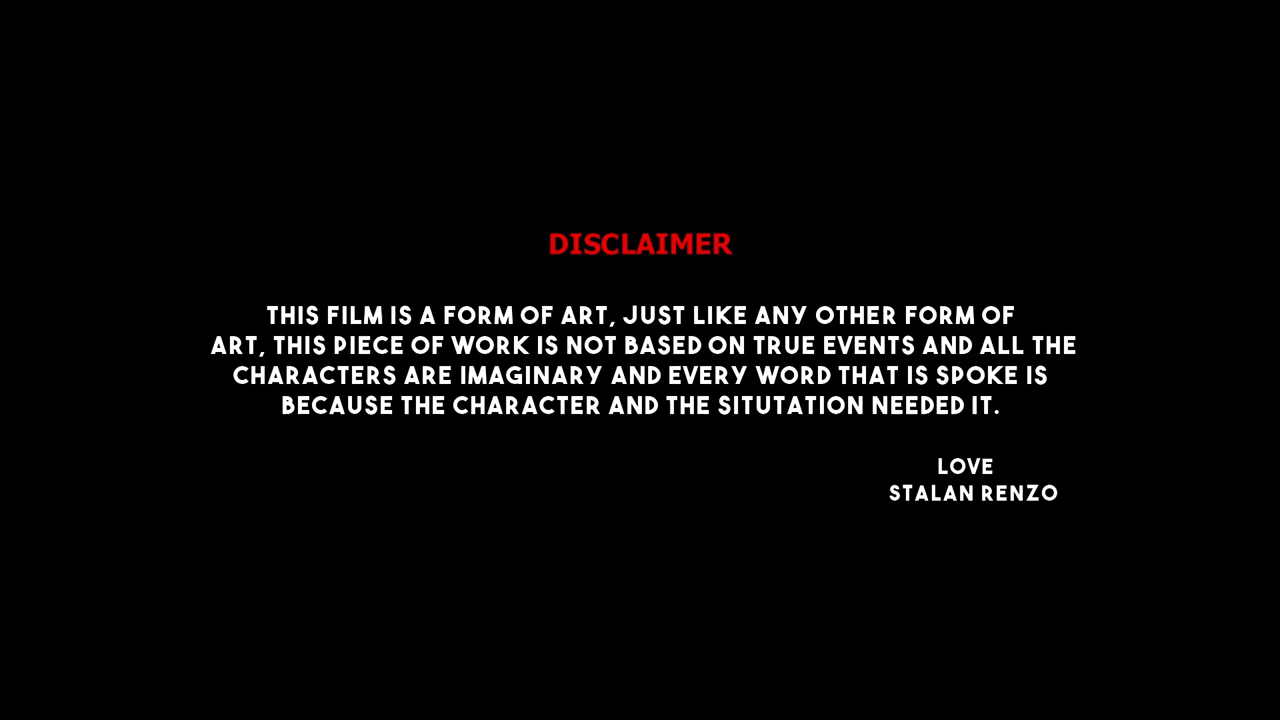 DISCLAIMER
THIS FILM IS A FORM OF ART, JUST LIKE ANY OTHER FORM OF
ART, THIS PIECE OF WORK IS NOT BASED ON TRUE EVENTS AND ALL THE
CHARACTERS ARE IMAGINARY AND EVERY WORD THAT IS SPOKE IS
BECAUSE THE CHARACTER AND THE SITUTATION NEEDED IT.
LOVE
STALAN RENZO